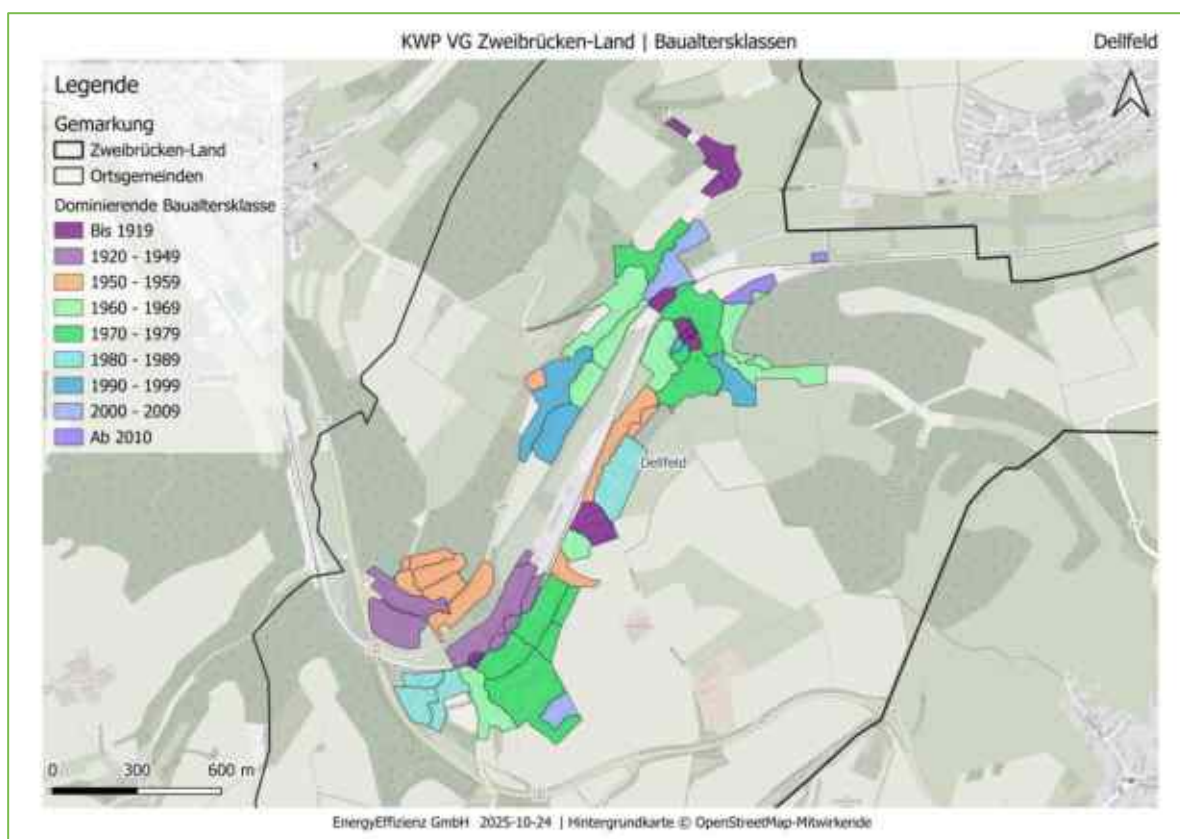 KWP VG Zweibrücken-Land | Baualtersklassen
Dellfeld
Legende
Gemarkung
Zweibrücken-Land
Ortsgemeinden
Dominierende Baualtersklasse
Bis 1919
1920 - 1949
1950 - 1959
1960 - 1969
1970 - 1979
1980 - 1989
1990 - 1999
2000 - 2009
Ab 2010
Dellfeld
0 300 600 m
EnergyEffizienz GmbH 2025-10-24 | Hintergrundkarte © OpenStreetMap-Mitwirkende